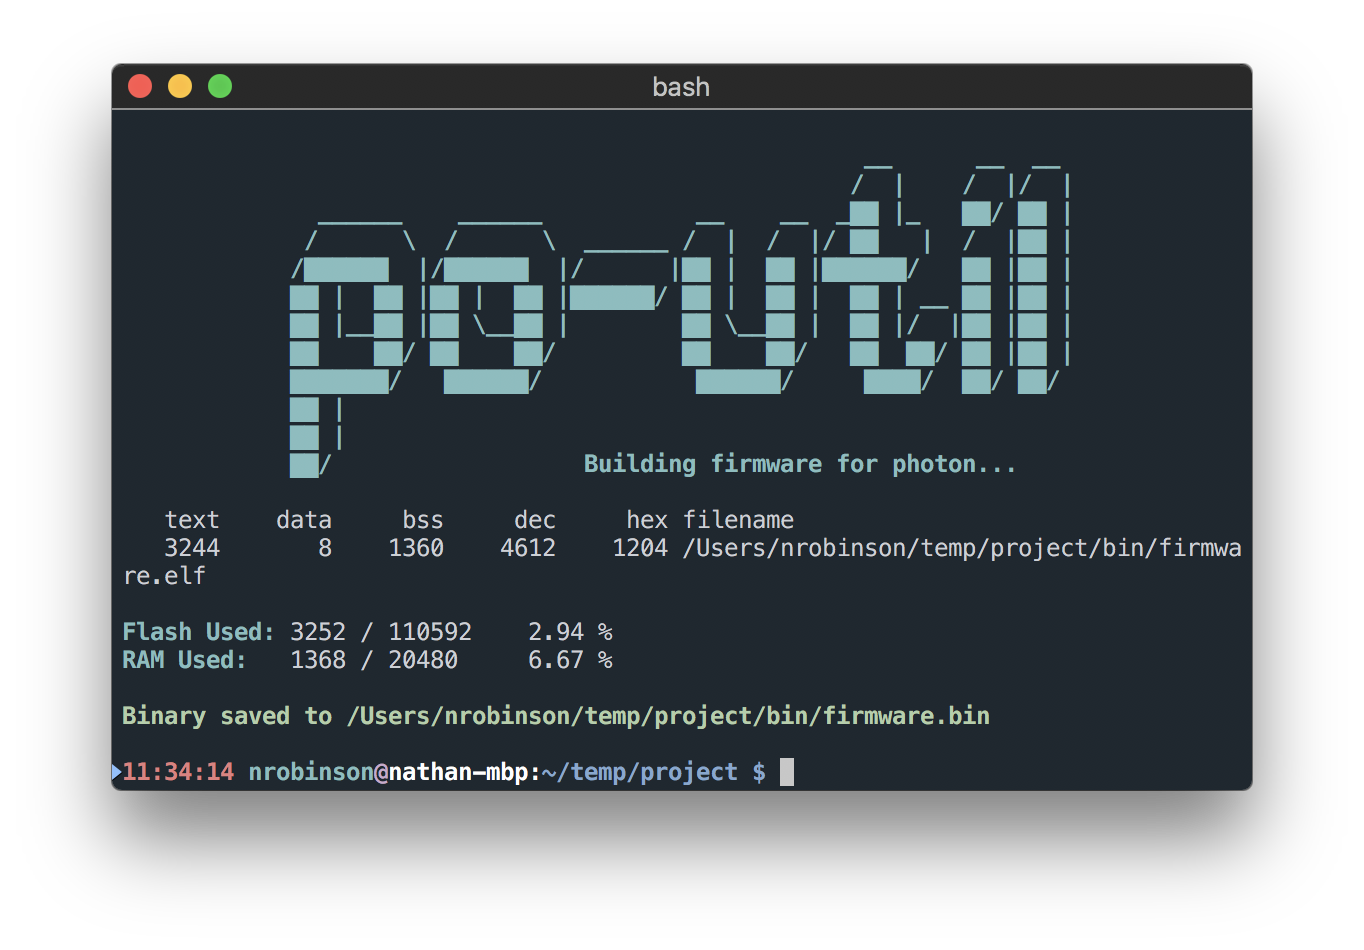 bash
po-util
Building firmware for photon...
text data bss dec hex filename
3244 8 1360 4612 1204 /Users/nrobinson/temp/project/bin/firmwa
re.elf
Flash Used: 3252 / 110592 2.94 %
RAM Used: 1368 / 20480 6.67 %
Binary saved to /Users/nrobinson/temp/project/bin/firmware.bin
11:34:14 nrobinson@nathan-mbp:~/temp/project $